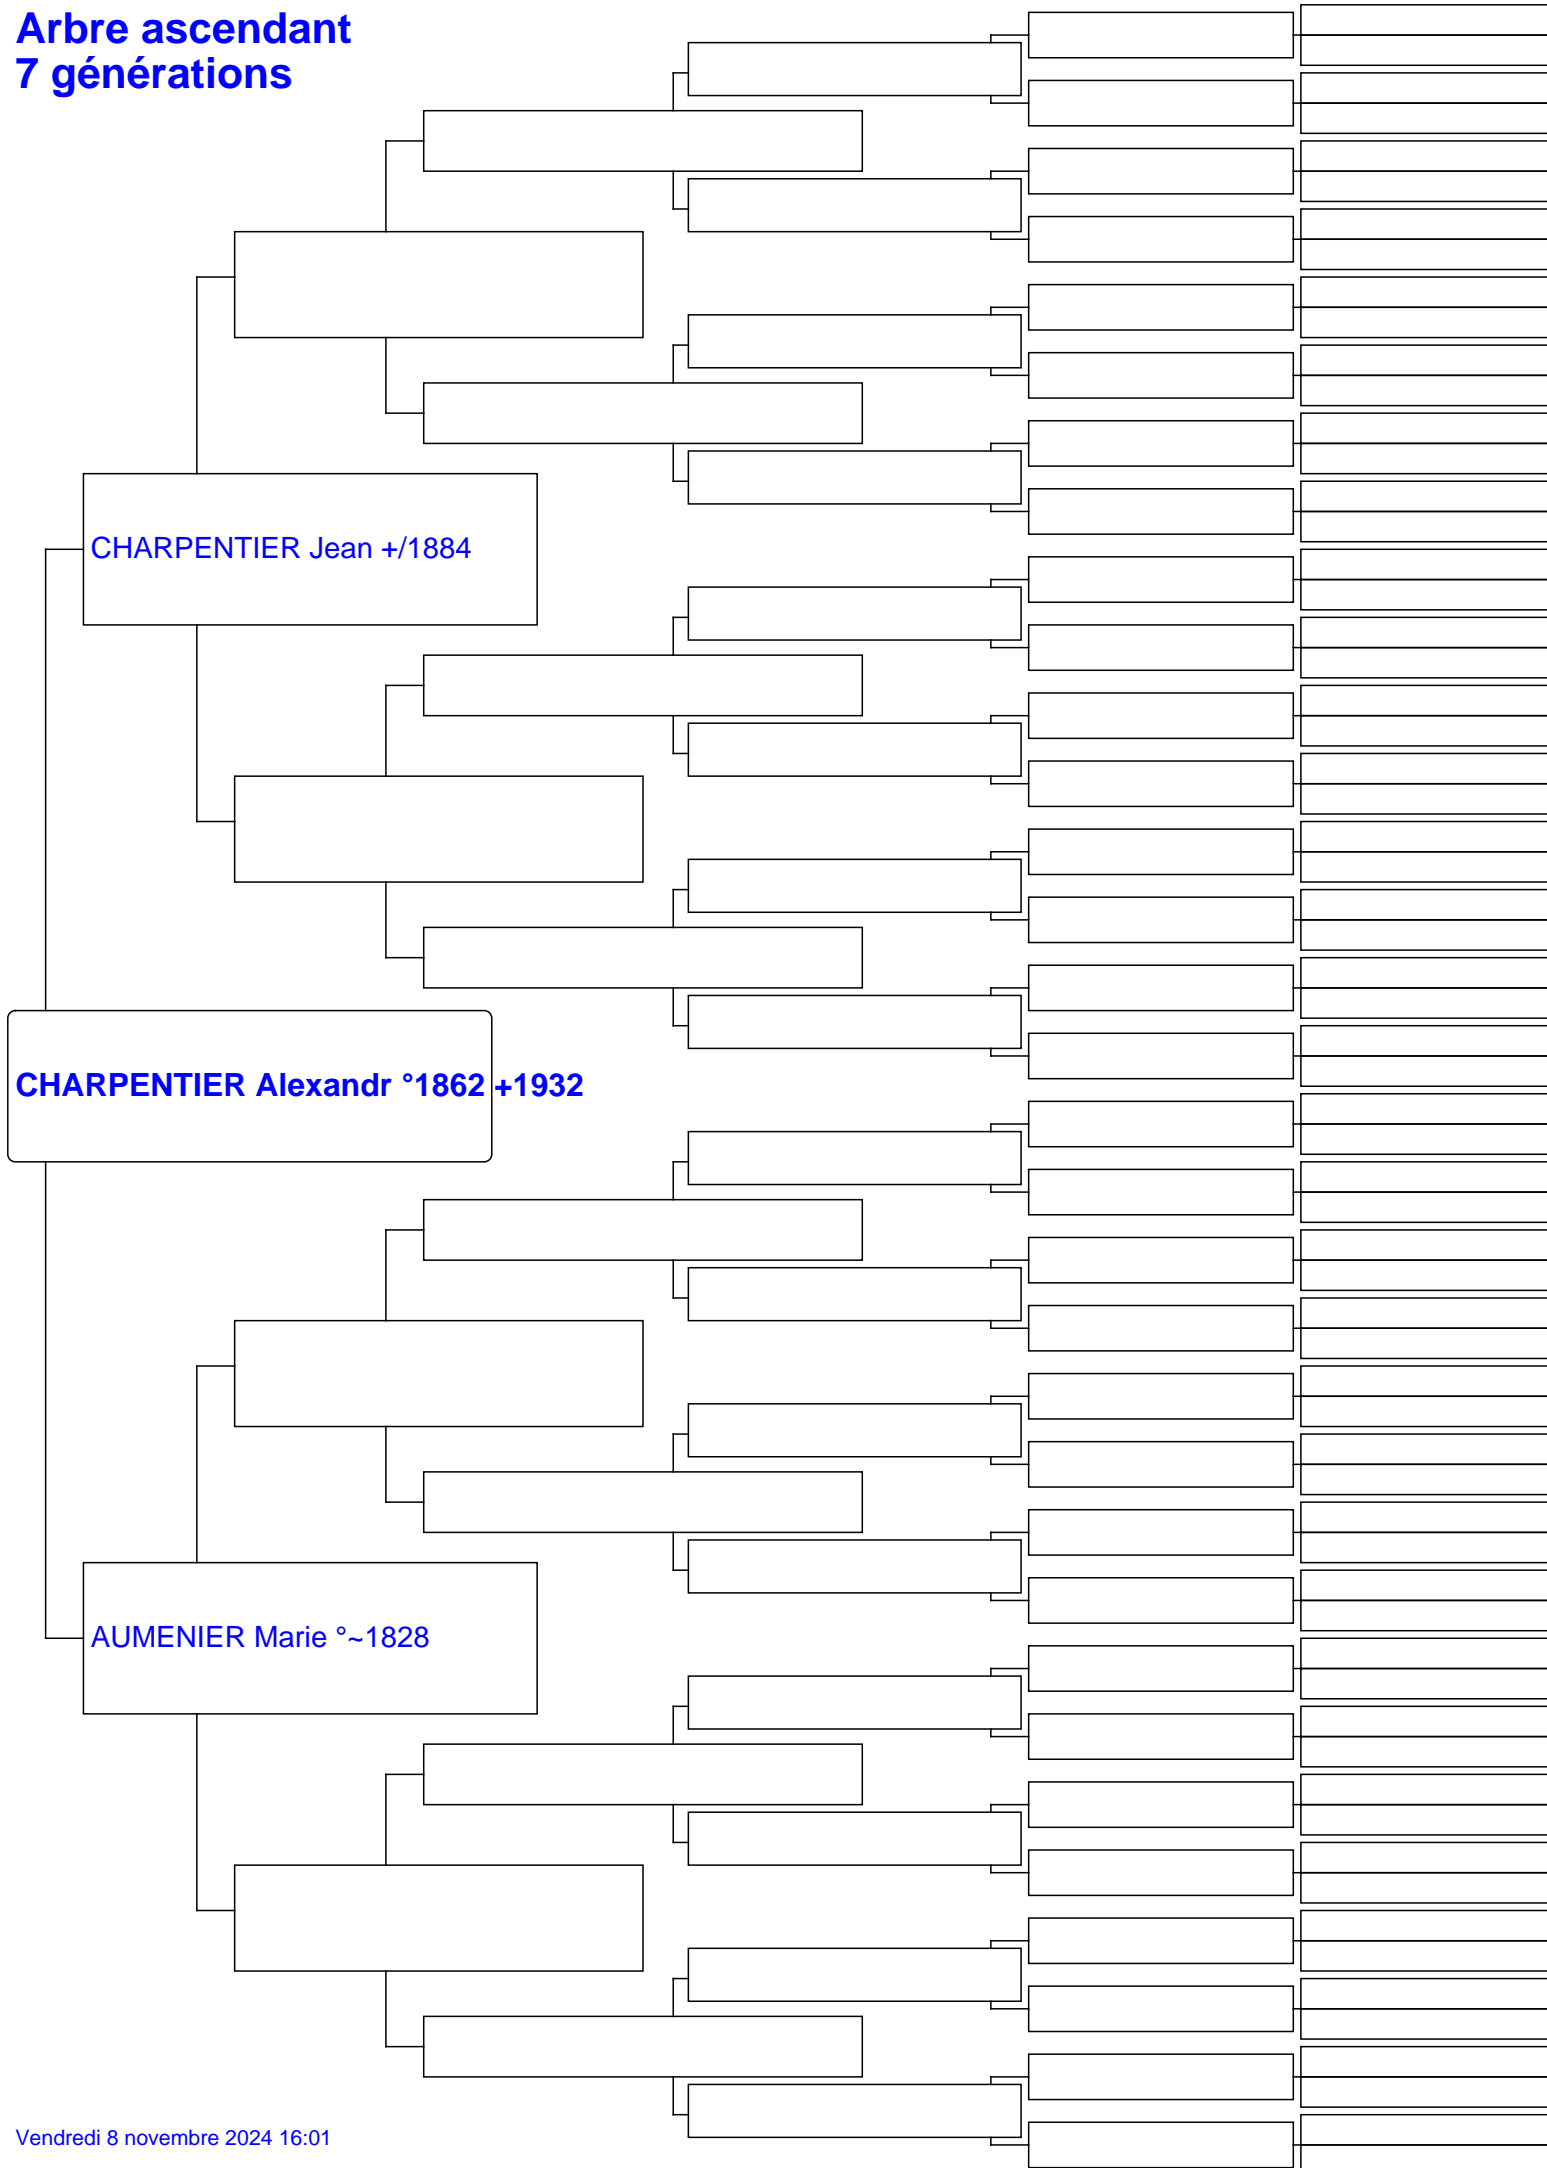 Arbre ascendant
7 générations
CHARPENTIER Jean +/1884
CHARPENTIER Alexandr °1862 +1932
AUMENIER Marie °~1828
Vendredi 8 novembre 2024 16:01